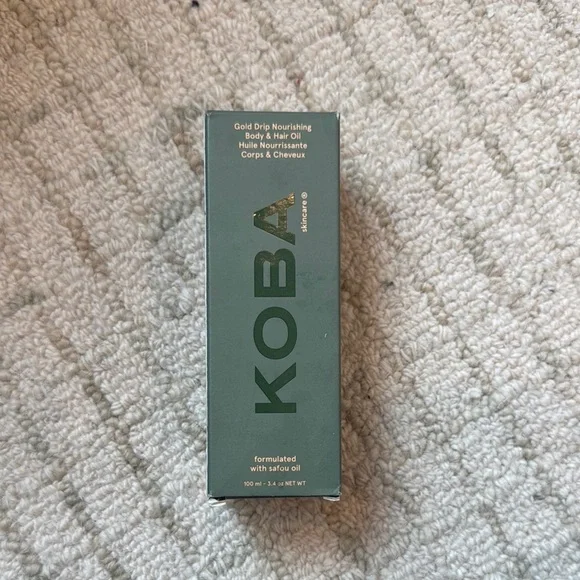 Gold Drip Nourishing
Body & Hair Oil
Huile Nourrissante
Corps & Cheveux
KOBA
skincare ®
formulated
with safou oil
100 ml - 3.4 oz NET WT